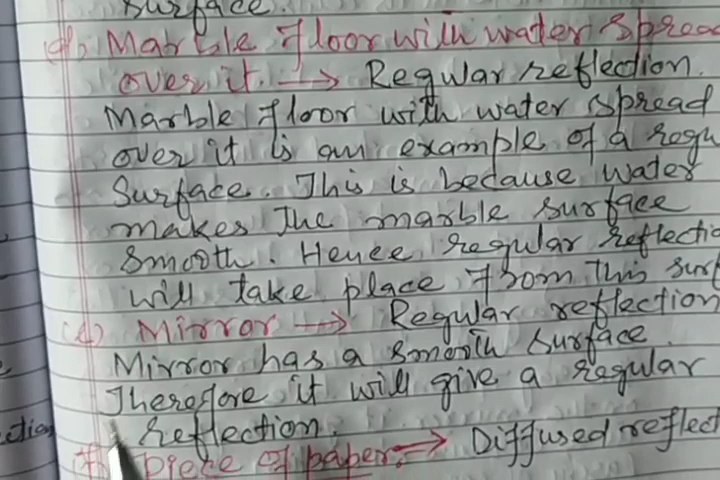 surface.
(d) Marble floor with water spread
over it. → Regular reflection.
Marble floor with water spread
over it is an example of a regu
surface. This is because water
makes the marble surface
smooth. Hence regular reflectio
will take place from this surf
(e) Mirror → Regular reflection
Mirror has a smooth surface.
Therefore it will give a regular
reflection.
ction
f) Piece of paper → Diffused reflect